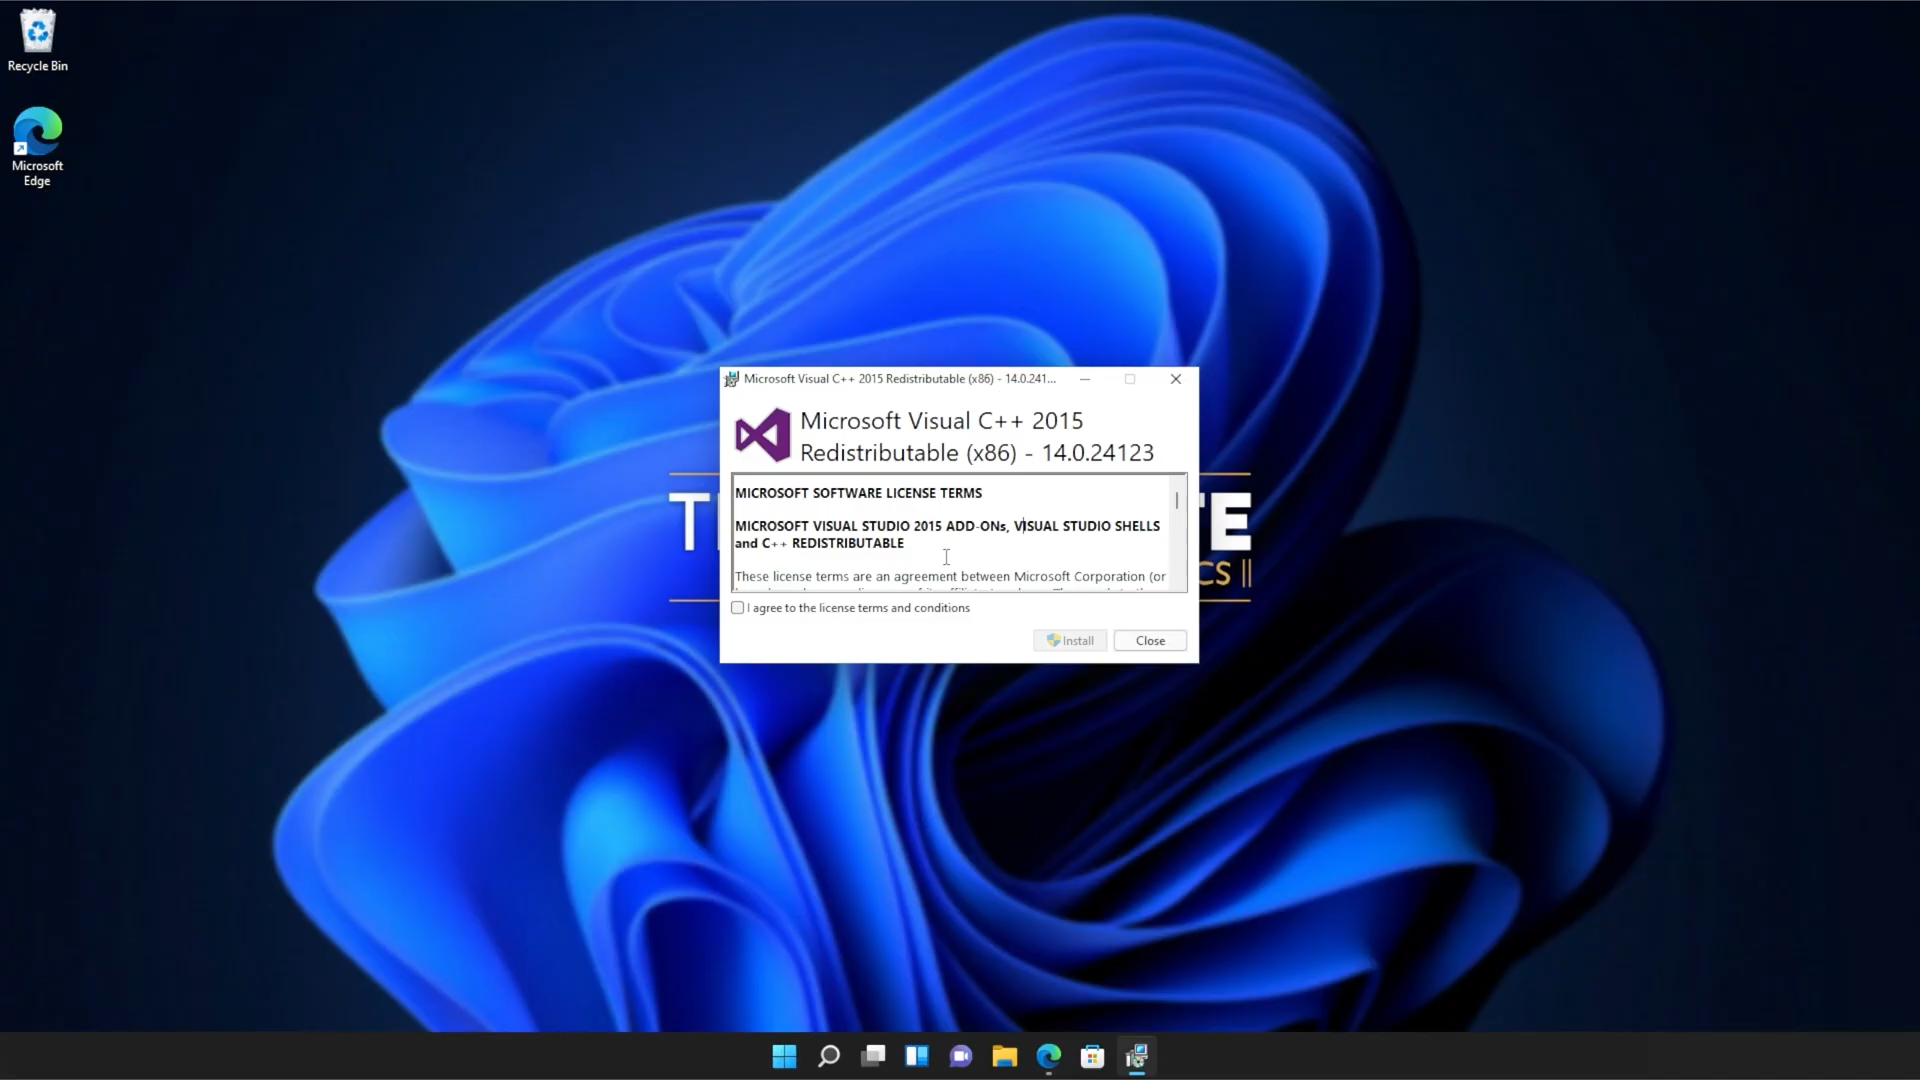 Recycle Bin
Microsoft
Edge
Microsoft Visual C++ 2015 Redistributable (x86) - 14.0.241...
Microsoft Visual C++ 2015
Redistributable (x86) - 14.0.24123
MICROSOFT SOFTWARE LICENSE TERMS
MICROSOFT VISUAL STUDIO 2015 ADD-ONs, VISUAL STUDIO SHELLS
and C++ REDISTRIBUTABLE
These license terms are an agreement between Microsoft Corporation (or
I agree to the license terms and conditions
Install
Close